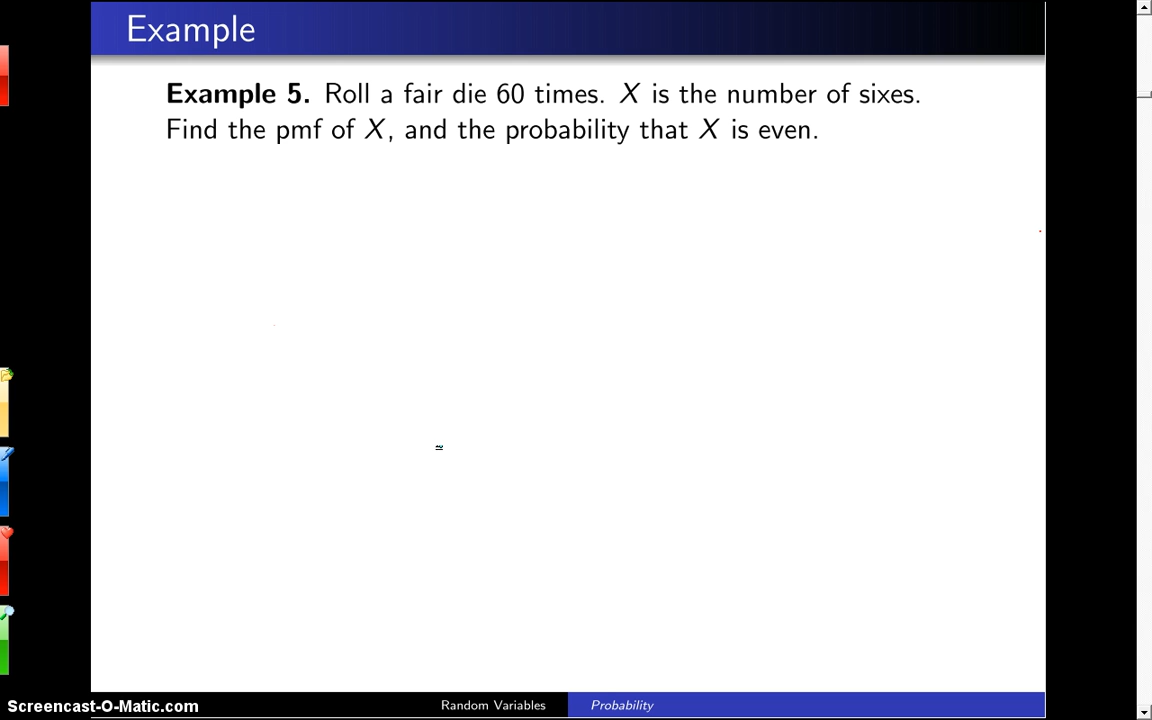 Example
Example 5. Roll a fair die 60 times. X is the number of sixes.
Find the pmf of X, and the probability that X is even.
Screencast-O-Matic.com
Random Variables
Probability